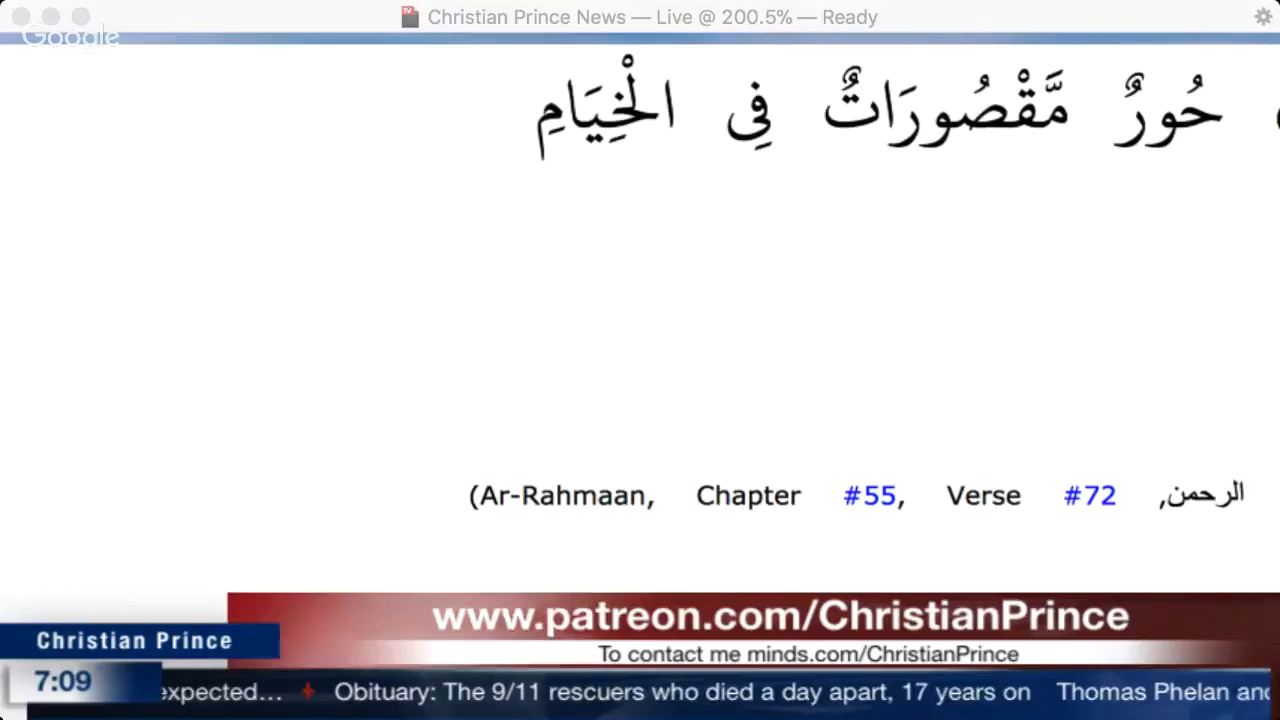 Christian Prince News — Live @ 200.5% — Ready
Google
حُورٌ مَّقْصُورَاتٌ فِى الْخِيَامِ
(Ar-Rahmaan, Chapter #55, Verse #72 الرحمن,
www.patreon.com/ChristianPrince
Christian Prince
To contact me minds.com/ChristianPrince
7:09
expected… Obituary: The 9/11 rescuers who died a day apart, 17 years on Thomas Phelan and